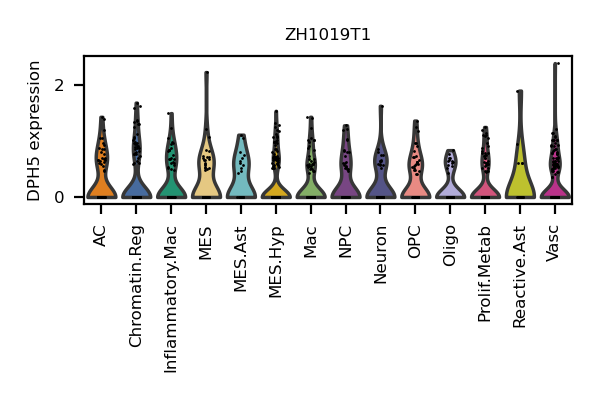 ZH1019T1
DPH5 expression
2
0
AC
Chromatin.Reg
Inflammatory.Mac
MES
MES.Ast
MES.Hyp
Mac
NPC
Neuron
OPC
Oligo
Prolif.Metab
Reactive.Ast
Vasc